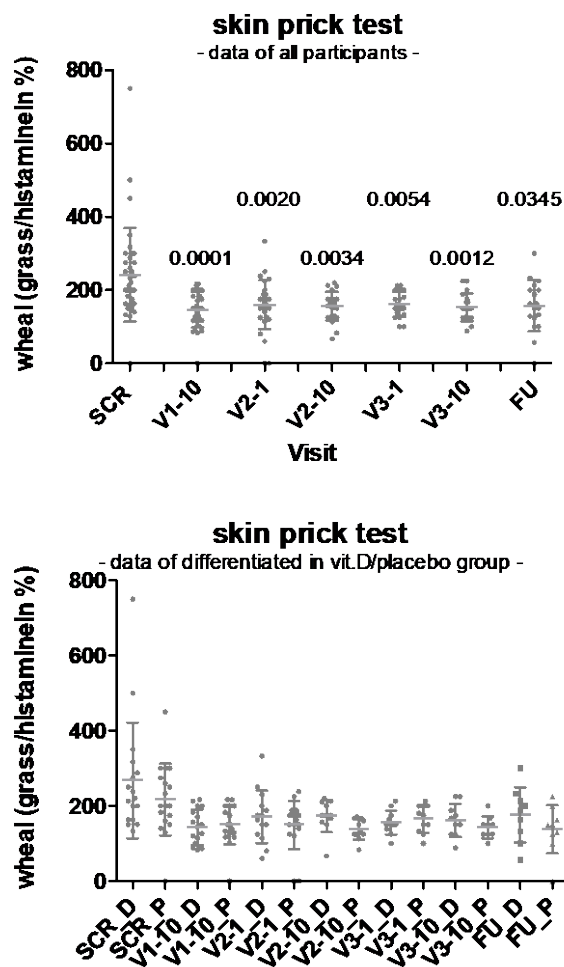 skin prick test
- data of all participants -
wheal (grass/histaminein %)
800
600
400
200
0
0.0001
0.0020
0.0034
0.0054
0.0012
0.0345
SCR
V1-10
V2-1
V2-10
V3-1
V3-10
FU
Visit
skin prick test
- data of differentiated in vit.D/placebo group -
wheal (grass/histaminein %)
800
600
400
200
0
SCR_D
SCR_P
V1-10_D
V1-10_P
V2-1_D
V2-1_P
V2-10_D
V2-10_P
V3-1_D
V3-1_P
V3-10_D
V3-10_P
FU_D
FU_P